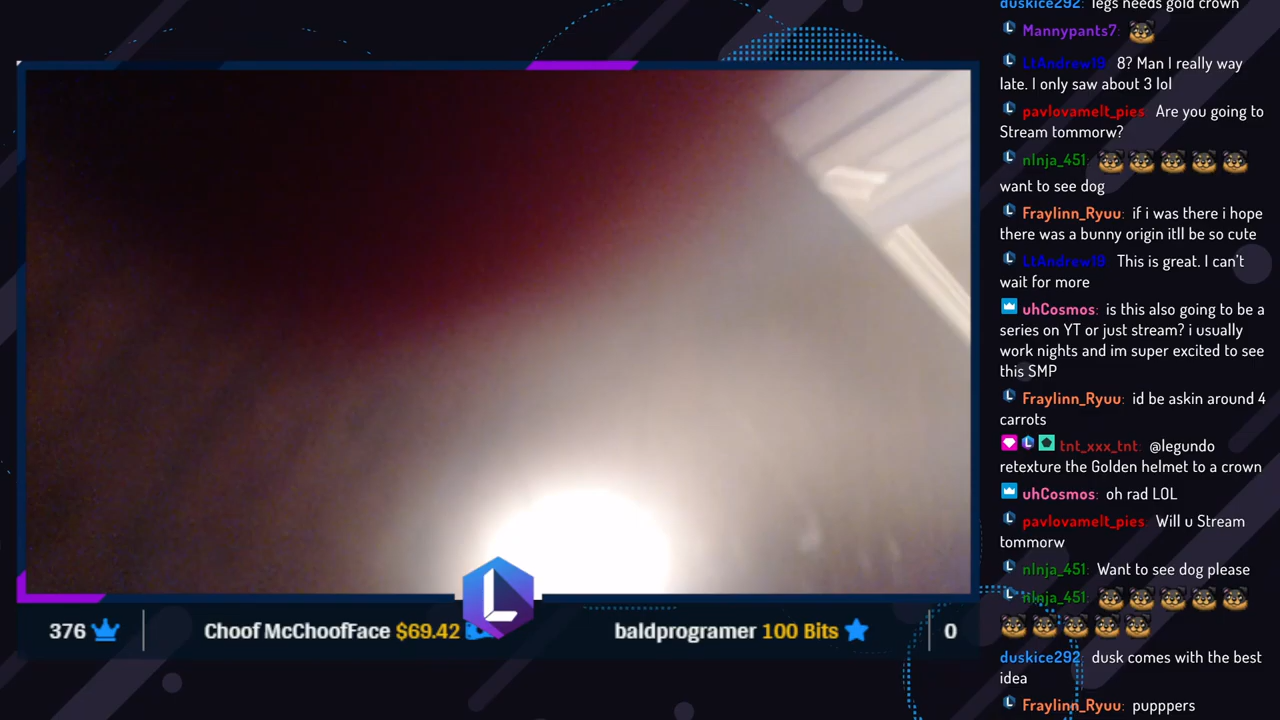 duskice292: legs needs gold crown
Mannypants7:
LtAndrew19: 8? Man I really way
late. I only saw about 3 lol
pavlovamelt_pies: Are you going to
Stream tommorw?
nInja_451:
want to see dog
Fraylinn_Ryuu: if i was there i hope
there was a bunny origin itll be so cute
LtAndrew19: This is great. I can't
wait for more
uhCosmos: is this also going to be a
series on YT or just stream? i usually
work nights and im super excited to see
this SMP
Fraylinn_Ryuu: id be askin around 4
carrots
tnt_xxx_tnt: @legundo
retexture the Golden helmet to a crown
uhCosmos: oh rad LOL
pavlovamelt_pies: Will u Stream
tommorw
nInja_451: Want to see dog please
nInja_451:
duskice292: dusk comes with the best
idea
Fraylinn_Ryuu: pupppers
L
376
Choof McChoofFace $69.42
baldprogramer 100 Bits
0